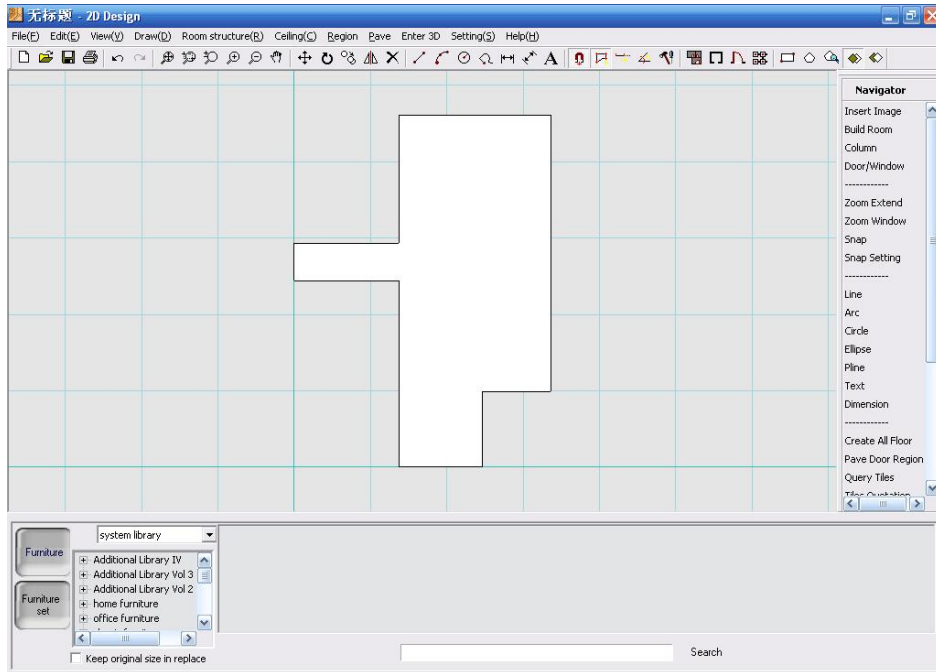 无标题 - 2D Design
File(F) Edit(E) View(V) Draw(D) Room structure(R) Ceiling(C) Region Pave Enter 3D Setting(S) Help(H)
A
Navigator
Insert Image
Build Room
Column
Door/Window
------------
Zoom Extend
Zoom Window
Snap
Snap Setting
------------
Line
Arc
Circle
Ellipse
Pline
Text
Dimension
------------
Create All Floor
Pave Door Region
Query Tiles
Tiles Quotation
Furniture
Furniture set
system library
Additional Library IV
Additional Library Vol 3
Additional Library Vol 2
home furniture
office furniture
Keep original size in replace
Search